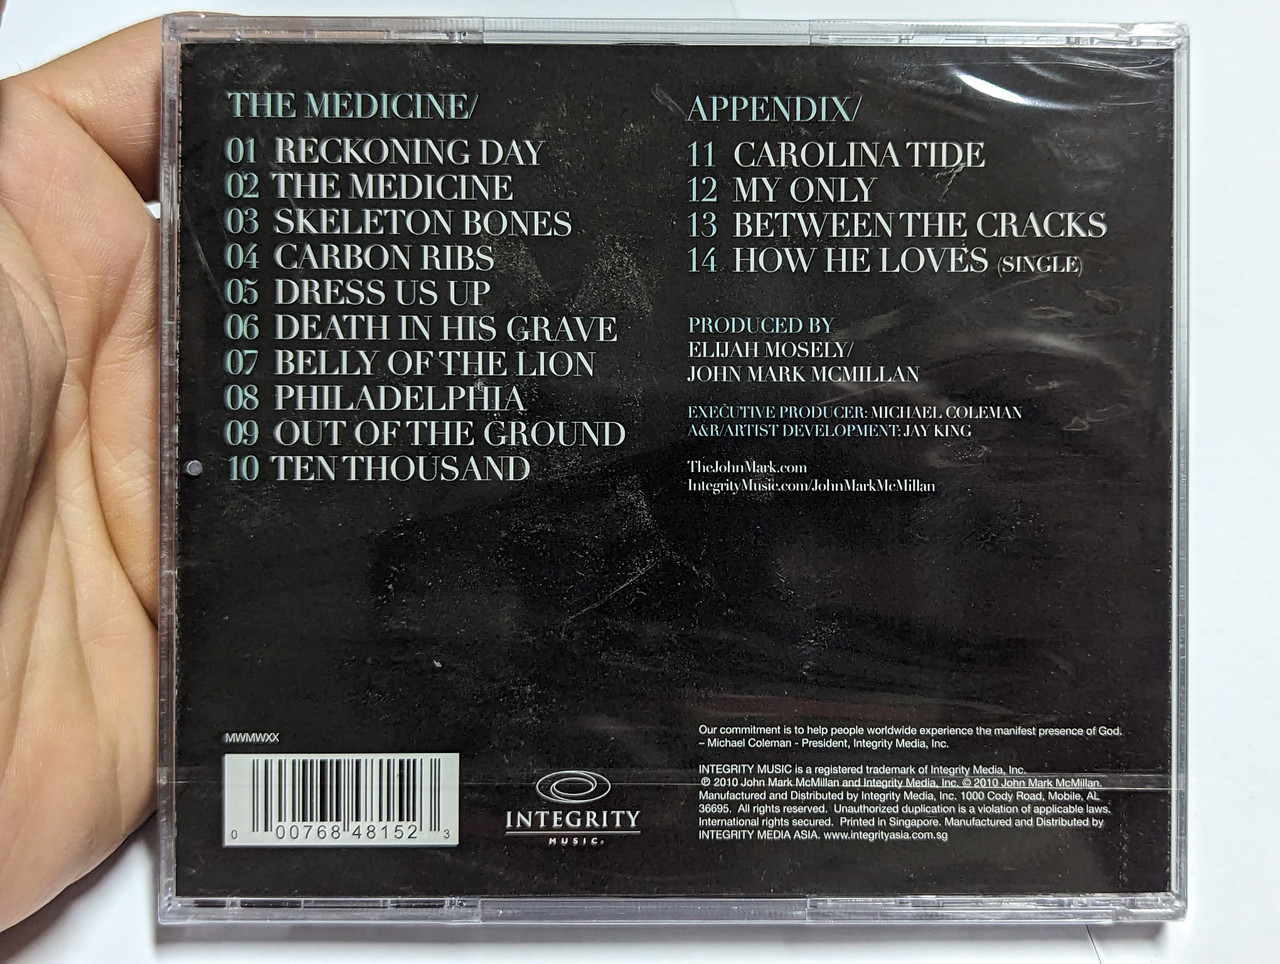 THE MEDICINE/
01 RECKONING DAY
02 THE MEDICINE
03 SKELETON BONES
04 CARBON RIBS
05 DRESS US UP
06 DEATH IN HIS GRAVE
07 BELLY OF THE LION
08 PHILADELPHIA
09 OUT OF THE GROUND
10 TEN THOUSAND
APPENDIX/
11 CAROLINA TIDE
12 MY ONLY
13 BETWEEN THE CRACKS
14 HOW HE LOVES (SINGLE)
PRODUCED BY
ELIJAH MOSELY/
JOHN MARK MCMILLAN
EXECUTIVE PRODUCER: MICHAEL COLEMAN
A&R/ARTIST DEVELOPMENT: JAY KING
TheJohnMark.com
IntegrityMusic.com/JohnMarkMcMillan
MWMWXX
0 00768 48152 3
INTEGRITY
MUSIC®
Our commitment is to help people worldwide experience the manifest presence of God.
– Michael Coleman - President, Integrity Media, Inc.
INTEGRITY MUSIC is a registered trademark of Integrity Media, Inc.
℗ 2010 John Mark McMillan and Integrity Media, Inc. © 2010 John Mark McMillan.
Manufactured and Distributed by Integrity Media, Inc. 1000 Cody Road, Mobile, AL
36695. All rights reserved. Unauthorized duplication is a violation of applicable laws.
International rights secured. Printed in Singapore. Manufactured and Distributed by
INTEGRITY MEDIA ASIA. www.integrityasia.com.sg